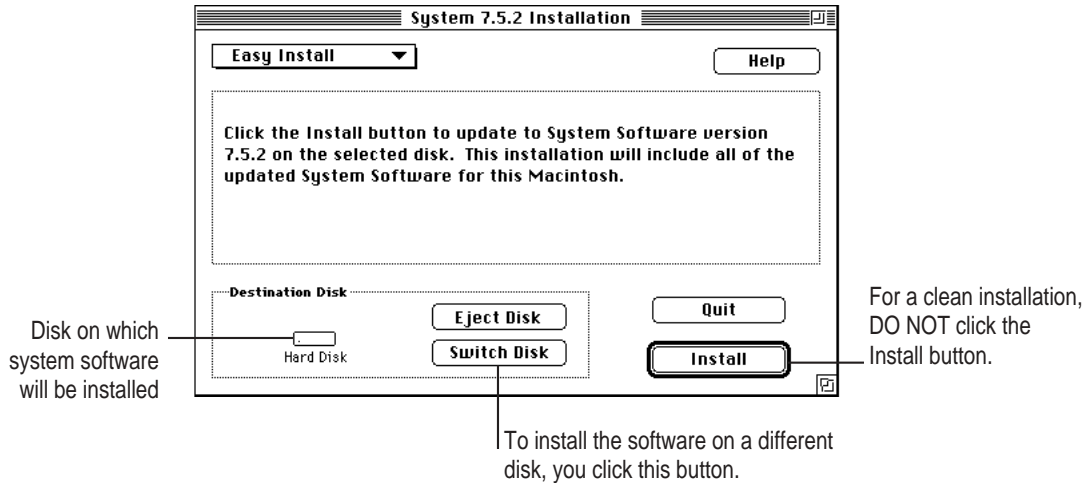 System 7.5.2 Installation
Easy Install
Help
Click the Install button to update to System Software version
7.5.2 on the selected disk. This installation will include all of the
updated System Software for this Macintosh.
Destination Disk
Hard Disk
Eject Disk
Switch Disk
Quit
Install
Disk on which
system software
will be installed
For a clean installation,
DO NOT click the
Install button.
To install the software on a different
disk, you click this button.